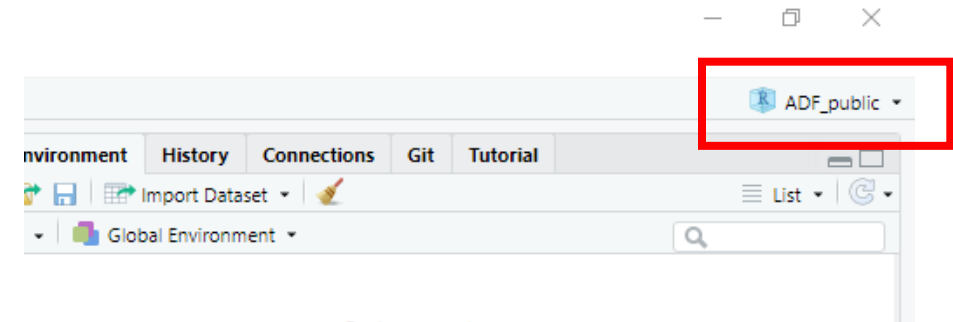 ADF_public
nvironment History Connections Git Tutorial
Import Dataset List
Global Environment